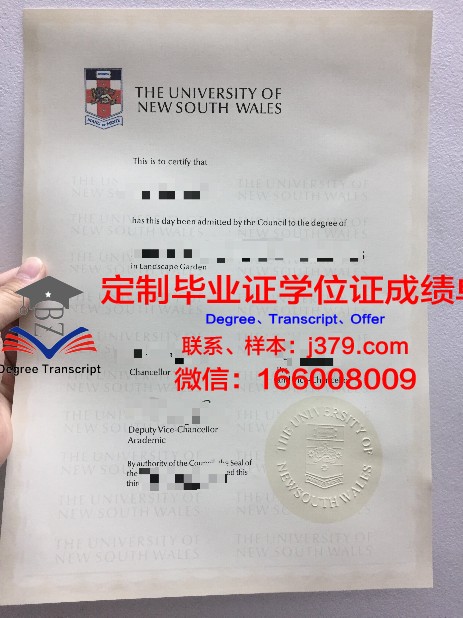 THE UNIVERSITY OF
NEW SOUTH WALES
This is to certify that
has this day been admitted by the Council to the degree of
in Landscape Garden
定制毕业证学位证成绩单
Degree、Transcript、Offer
BZ
Degree Transcript
联系、样本：j379.com
Chancellor
微信：166008009
Deputy Vice-Chancellor
Academic
By authority of the Council, the Seal of
the
THE UNIVERSITY OF
NEW SOUTH WALES